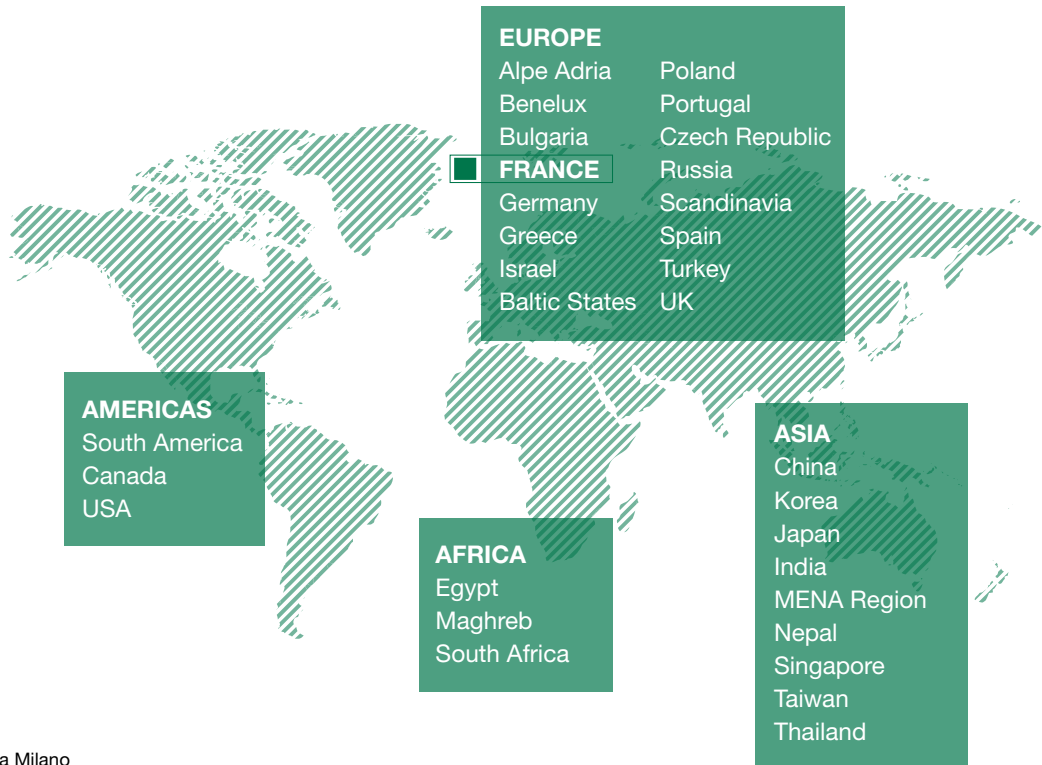 EUROPE
Alpe Adria
Benelux
Bulgaria
FRANCE
Germany
Greece
Israel
Baltic States
Poland
Portugal
Czech Republic
Russia
Scandinavia
Spain
Turkey
UK
AMERICAS
South America
Canada
USA
AFRICA
Egypt
Maghreb
South Africa
ASIA
China
Korea
Japan
India
MENA Region
Nepal
Singapore
Taiwan
Thailand
a Milano